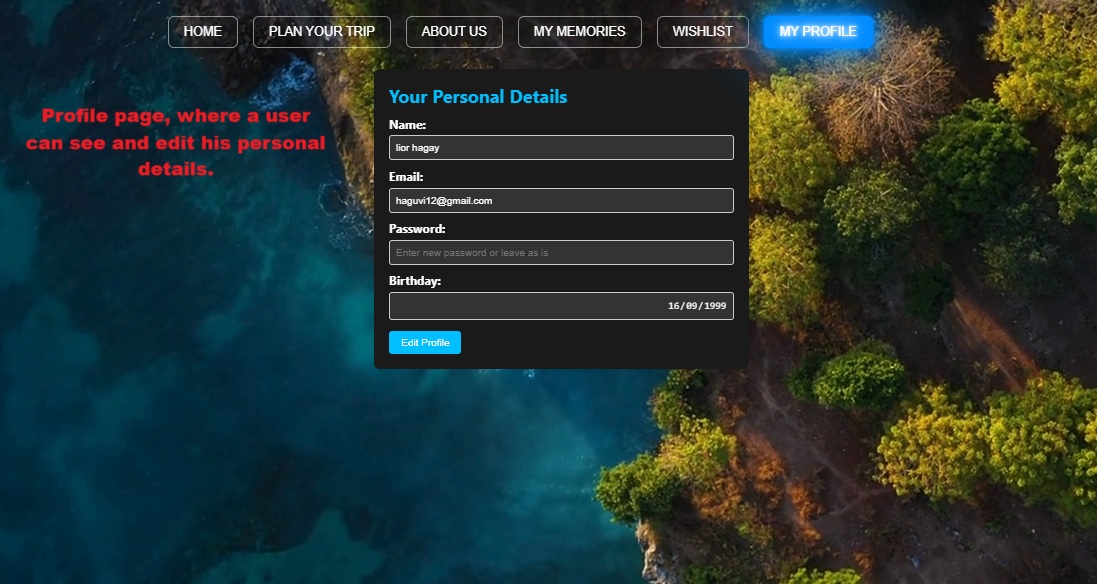 HOME PLAN YOUR TRIP ABOUT US MY MEMORIES WISHLIST MY PROFILE
Profile page, where a user
can see and edit his personal
details.
Your Personal Details
Name:
lior hagay
Email:
haguvi12@gmail.com
Password:
Enter new password or leave as is
Birthday:
16/09/1999
Edit Profile